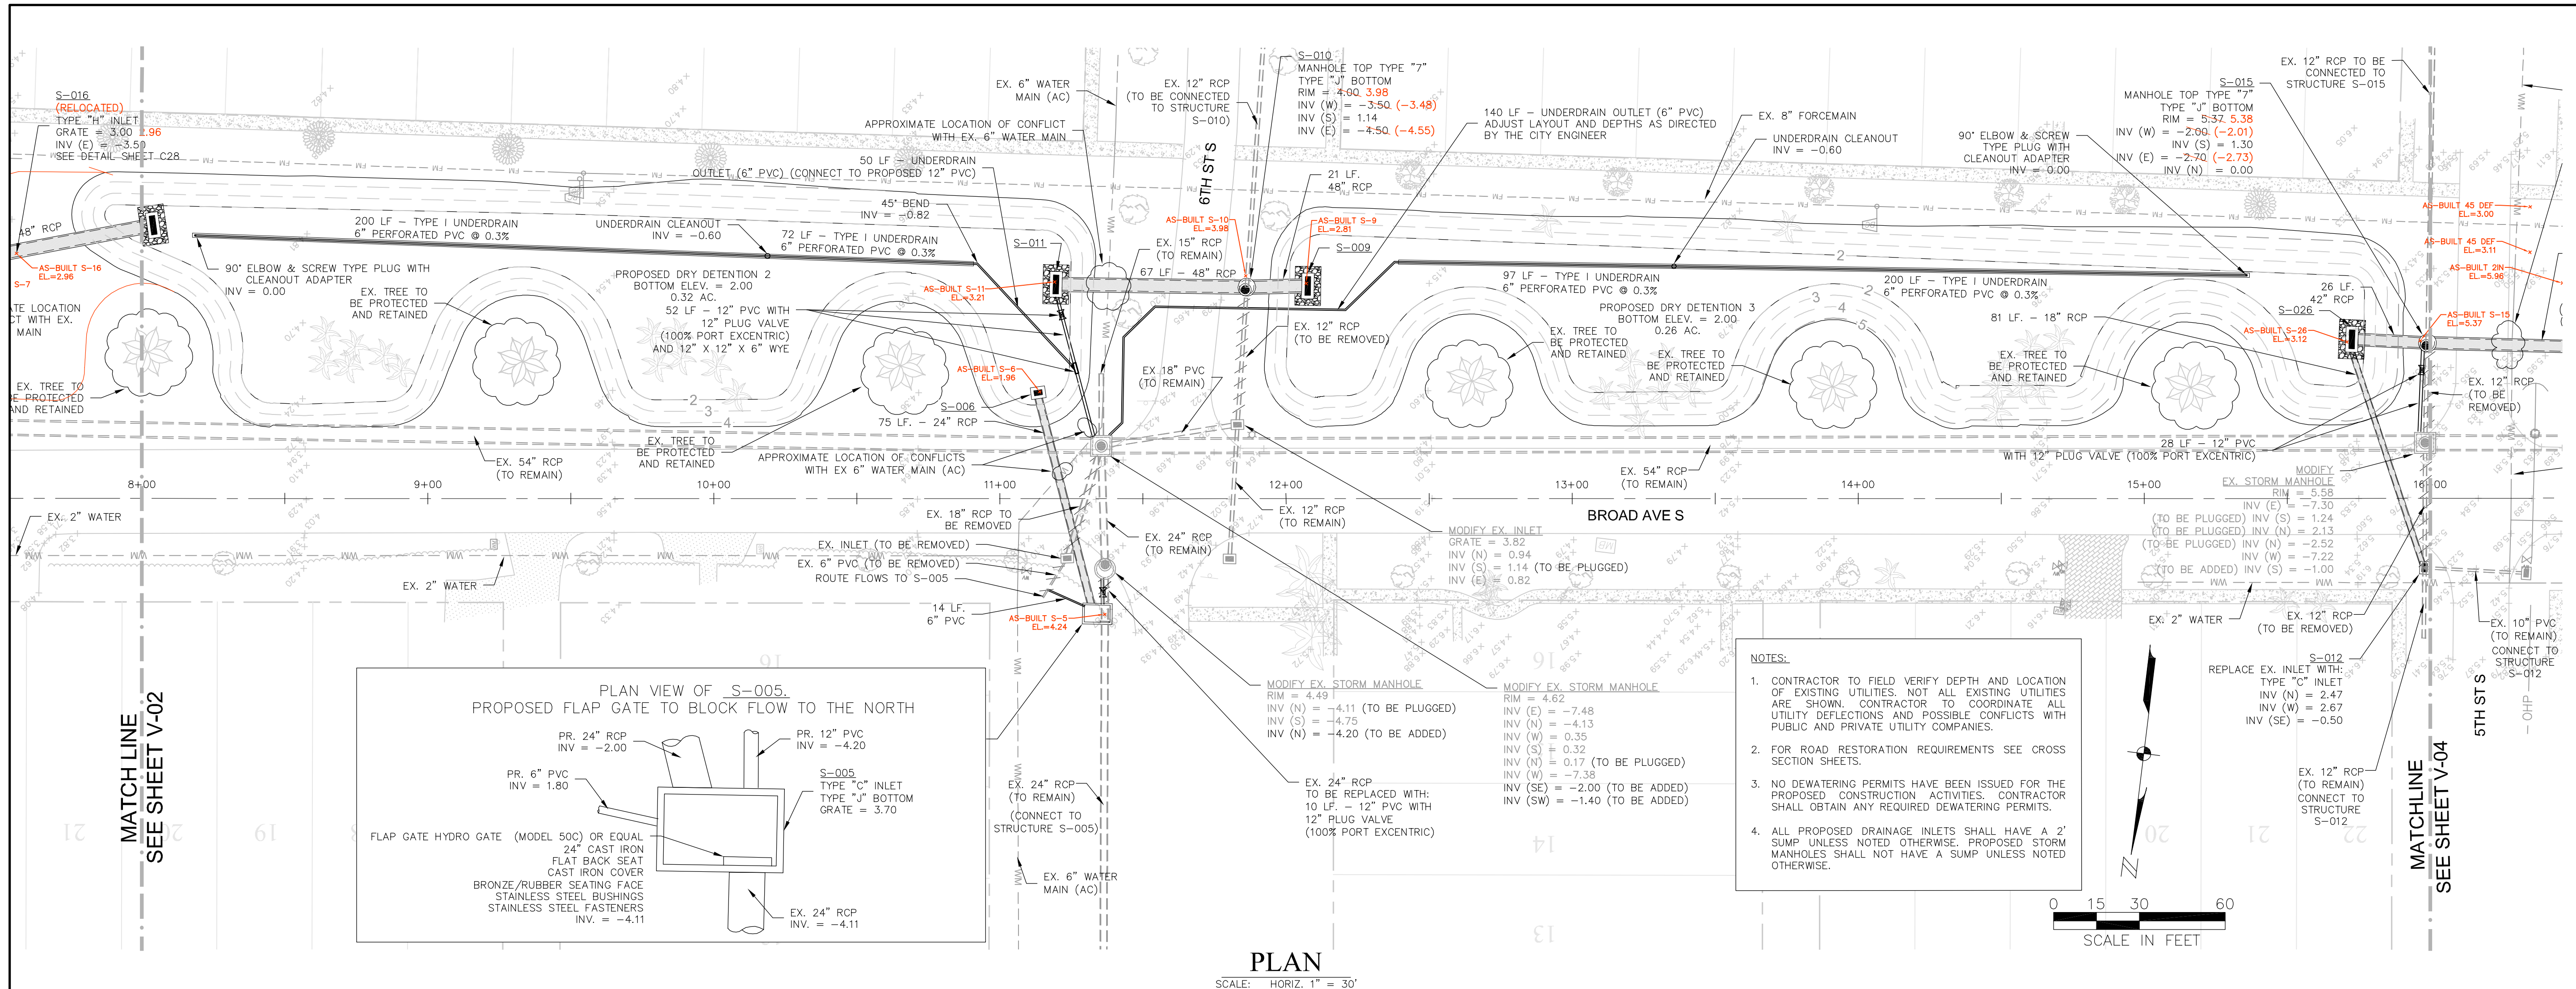 S-016
(RELOCATED)
TYPE "H" INLET
GRATE = 3.00 2.96
INV (E) = -3.50
SEE DETAIL SHEET C28
48" RCP
AS-BUILT S-16
EL.=2.96
S-7
ATE LOCATION
CT WITH EX.
MAIN
EX. TREE TO
BE PROTECTED
AND RETAINED
200 LF - TYPE I UNDERDRAIN
6" PERFORATED PVC @ 0.3%
90° ELBOW & SCREW TYPE PLUG WITH
CLEANOUT ADAPTER
INV = 0.00
EX. TREE TO
BE PROTECTED
AND RETAINED
UNDERDRAIN CLEANOUT
INV = -0.60
PROPOSED DRY DETENTION 2
BOTTOM ELEV. = 2.00
0.32 AC.
52 LF - 12" PVC WITH
12" PLUG VALVE
(100% PORT EXCENTRIC)
AND 12" X 12" X 6" WYE
72 LF - TYPE I UNDERDRAIN
6" PERFORATED PVC @ 0.3%
45° BEND
INV = -0.82
50 LF - UNDERDRAIN
OUTLET (6" PVC) (CONNECT TO PROPOSED 12" PVC)
APPROXIMATE LOCATION OF CONFLICT
WITH EX. 6" WATER MAIN
EX. 6" WATER
MAIN (AC)
EX. 12" RCP
(TO BE CONNECTED
TO STRUCTURE
S-010)
6TH ST S
S-010
MANHOLE TOP TYPE "7"
TYPE "J" BOTTOM
RIM = 4.00 3.98
INV (W) = -3.50 (-3.48)
INV (S) = 1.14
INV (E) = -4.50 (-4.55)
140 LF - UNDERDRAIN OUTLET (6" PVC)
ADJUST LAYOUT AND DEPTHS AS DIRECTED
BY THE CITY ENGINEER
EX. 8" FORCEMAIN
UNDERDRAIN CLEANOUT
INV = -0.60
21 LF.
48" RCP
AS-BUILT S-10
EL.=3.98
AS-BUILT S-9
EL.=2.81
S-009
S-011
AS-BUILT S-11
EL.=3.21
EX. 15" RCP
(TO REMAIN)
67 LF - 48" RCP
AS-BUILT S-6
EL.=1.96
S-006
75 LF. - 24" RCP
APPROXIMATE LOCATION OF CONFLICTS
WITH EX 6" WATER MAIN (AC)
EX. TREE TO
BE PROTECTED
AND RETAINED
EX. 12" RCP
(TO BE REMOVED)
EX 18" PVC
(TO REMAIN)
97 LF - TYPE I UNDERDRAIN
6" PERFORATED PVC @ 0.3%
PROPOSED DRY DETENTION 3
BOTTOM ELEV. = 2.00
0.26 AC.
EX. TREE TO
BE PROTECTED
AND RETAINED
EX. TREE TO
BE PROTECTED
AND RETAINED
200 LF - TYPE I UNDERDRAIN
6" PERFORATED PVC @ 0.3%
EX. TREE TO
BE PROTECTED
AND RETAINED
81 LF. - 18" RCP
90° ELBOW & SCREW
TYPE PLUG WITH
CLEANOUT ADAPTER
INV = 0.00
S-015
MANHOLE TOP TYPE "7"
TYPE "J" BOTTOM
RIM = 5.37 5.38
INV (W) = -2.00 (-2.01)
INV (S) = 1.30
INV (E) = -2.70 (-2.73)
INV (N) = 0.00
EX. 12" RCP TO BE
CONNECTED TO
STRUCTURE S-015
AS-BUILT 45 DEF
EL.=3.00
AS-BUILT 45 DEF
EL.=3.11
AS-BUILT 2IN
EL.=5.96
26 LF.
42" RCP
S-026
AS-BUILT S-26
EL.=3.12
AS-BUILT S-15
EL.=5.37
EX. 12" RCP
(TO BE
REMOVED)
28 LF - 12" PVC
WITH 12" PLUG VALVE (100% PORT EXCENTRIC)
EX. 54" RCP
(TO REMAIN)
EX. 54" RCP
(TO REMAIN)
8+00
9+00
10+00
11+00
12+00
13+00
14+00
15+00
16+00
BROAD AVE S
EX. 2" WATER
EX. 2" WATER
EX. 18" RCP TO
BE REMOVED
EX. INLET (TO BE REMOVED)
EX. 6" PVC (TO BE REMOVED)
ROUTE FLOWS TO S-005
14 LF.
6" PVC
AS-BUILT S-5
EL.=4.24
EX. 24" RCP
(TO REMAIN)
EX. 12" RCP
(TO REMAIN)
MODIFY EX. INLET
GRATE = 3.82
INV (N) = 0.94
INV (S) = 1.14 (TO BE PLUGGED)
INV (E) = 0.82
MODIFY
EX. STORM MANHOLE
RIM = 5.58
INV (E) = -7.30
(TO BE PLUGGED) INV (S) = 1.24
(TO BE PLUGGED) INV (N) = 2.13
(TO BE PLUGGED) INV (N) = -2.52
INV (W) = -7.22
(TO BE ADDED) INV (S) = -1.00
EX. 2" WATER
EX. 12" RCP
(TO BE REMOVED)
EX. 10" PVC
(TO REMAIN)
CONNECT TO
STRUCTURE
S-012
S-012
REPLACE EX. INLET WITH:
TYPE "C" INLET
INV (N) = 2.47
INV (W) = 2.67
INV (SE) = -0.50
EX. 12" RCP
(TO REMAIN)
CONNECT TO
STRUCTURE
S-012
5TH ST S
OHP
MATCH LINE
SEE SHEET V-02
PLAN VIEW OF S-005.
PROPOSED FLAP GATE TO BLOCK FLOW TO THE NORTH
PR. 24" RCP
INV = -2.00
PR. 12" PVC
INV = -4.20
PR. 6" PVC
INV = 1.80
S-005
TYPE "C" INLET
TYPE "J" BOTTOM
GRATE = 3.70
FLAP GATE HYDRO GATE (MODEL 50C) OR EQUAL
24" CAST IRON
FLAT BACK SEAT
CAST IRON COVER
BRONZE/RUBBER SEATING FACE
STAINLESS STEEL BUSHINGS
STAINLESS STEEL FASTENERS
INV. = -4.11
EX. 24" RCP
INV. = -4.11
EX. 24" RCP
(TO REMAIN)
(CONNECT TO
STRUCTURE S-005)
EX. 6" WATER
MAIN (AC)
MODIFY EX. STORM MANHOLE
RIM = 4.49
INV (N) = -4.11 (TO BE PLUGGED)
INV (S) = -4.75
INV (N) = -4.20 (TO BE ADDED)
EX. 24" RCP
TO BE REPLACED WITH:
10 LF. - 12" PVC WITH
12" PLUG VALVE
(100% PORT EXCENTRIC)
MODIFY EX. STORM MANHOLE
RIM = 4.62
INV (E) = -7.48
INV (N) = -4.13
INV (W) = 0.35
INV (S) = 0.32
INV (N) = 0.17 (TO BE PLUGGED)
INV (W) = -7.38
INV (SE) = -2.00 (TO BE ADDED)
INV (SW) = -1.40 (TO BE ADDED)
NOTES:
1. CONTRACTOR TO FIELD VERIFY DEPTH AND LOCATION
OF EXISTING UTILITIES. NOT ALL EXISTING UTILITIES
ARE SHOWN. CONTRACTOR TO COORDINATE ALL
UTILITY DEFLECTIONS AND POSSIBLE CONFLICTS WITH
PUBLIC AND PRIVATE UTILITY COMPANIES.
2. FOR ROAD RESTORATION REQUIREMENTS SEE CROSS
SECTION SHEETS.
3. NO DEWATERING PERMITS HAVE BEEN ISSUED FOR THE
PROPOSED CONSTRUCTION ACTIVITIES. CONTRACTOR
SHALL OBTAIN ANY REQUIRED DEWATERING PERMITS.
4. ALL PROPOSED DRAINAGE INLETS SHALL HAVE A 2'
SUMP UNLESS NOTED OTHERWISE. PROPOSED STORM
MANHOLES SHALL NOT HAVE A SUMP UNLESS NOTED
OTHERWISE.
N
0 15 30 60
SCALE IN FEET
MATCHLINE
SEE SHEET V-04
PLAN
SCALE: HORIZ. 1" = 30'